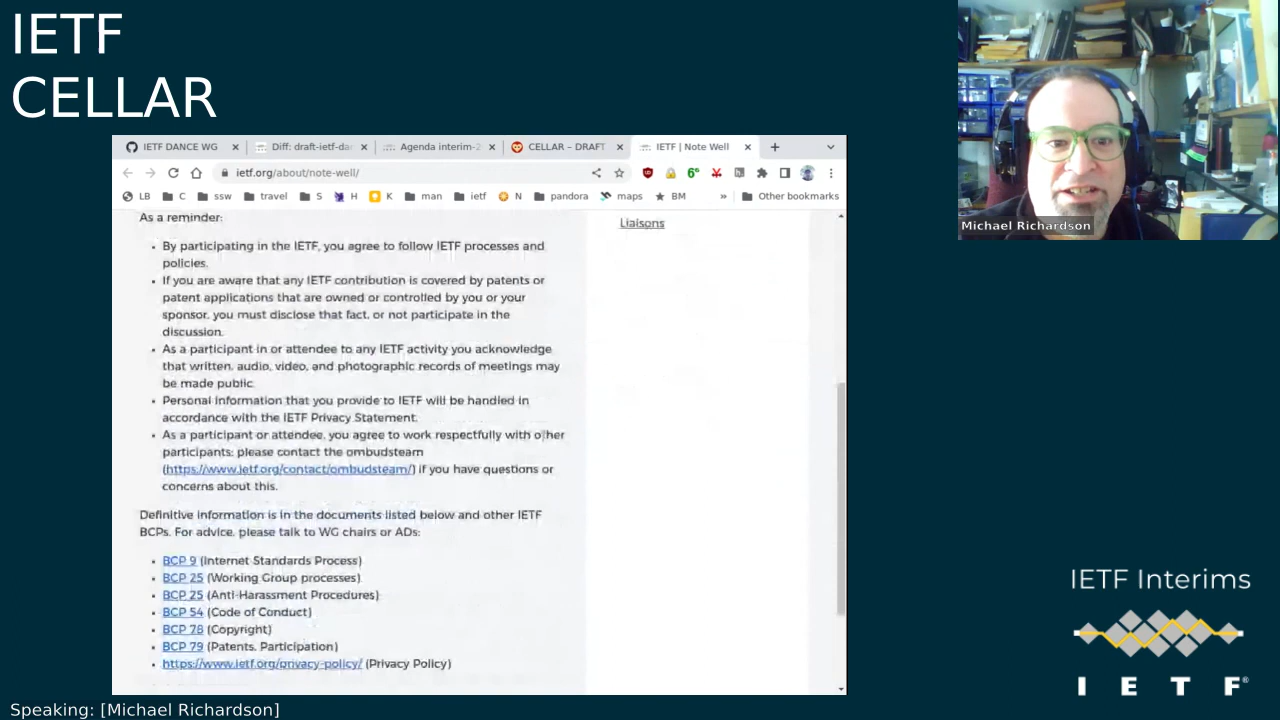 IETF
CELLAR
IETF DANCE WG
Diff: draft-ietf-da
Agenda interim-2
CELLAR – DRAFT
IETF | Note Well
ietf.org/about/note-well/
LB C ssw travel S H K man ietf N pandora maps BM » Other bookmarks
As a reminder:
Liaisons
• By participating in the IETF, you agree to follow IETF processes and
policies.
• If you are aware that any IETF contribution is covered by patents or
patent applications that are owned or controlled by you or your
sponsor, you must disclose that fact, or not participate in the
discussion.
• As a participant in or attendee to any IETF activity you acknowledge
that written, audio, video, and photographic records of meetings may
be made public.
• Personal information that you provide to IETF will be handled in
accordance with the IETF Privacy Statement.
• As a participant or attendee, you agree to work respectfully with other
participants; please contact the ombudsteam
(https://www.ietf.org/contact/ombudsteam/) if you have questions or
concerns about this.
Definitive information is in the documents listed below and other IETF
BCPs. For advice, please talk to WG chairs or ADs:
• BCP 9 (Internet Standards Process)
• BCP 25 (Working Group processes)
• BCP 25 (Anti-Harassment Procedures)
• BCP 54 (Code of Conduct)
• BCP 78 (Copyright)
• BCP 79 (Patents, Participation)
• https://www.ietf.org/privacy-policy/ (Privacy Policy)
Michael Richardson
IETF Interims
I E T F®
Speaking: [Michael Richardson]